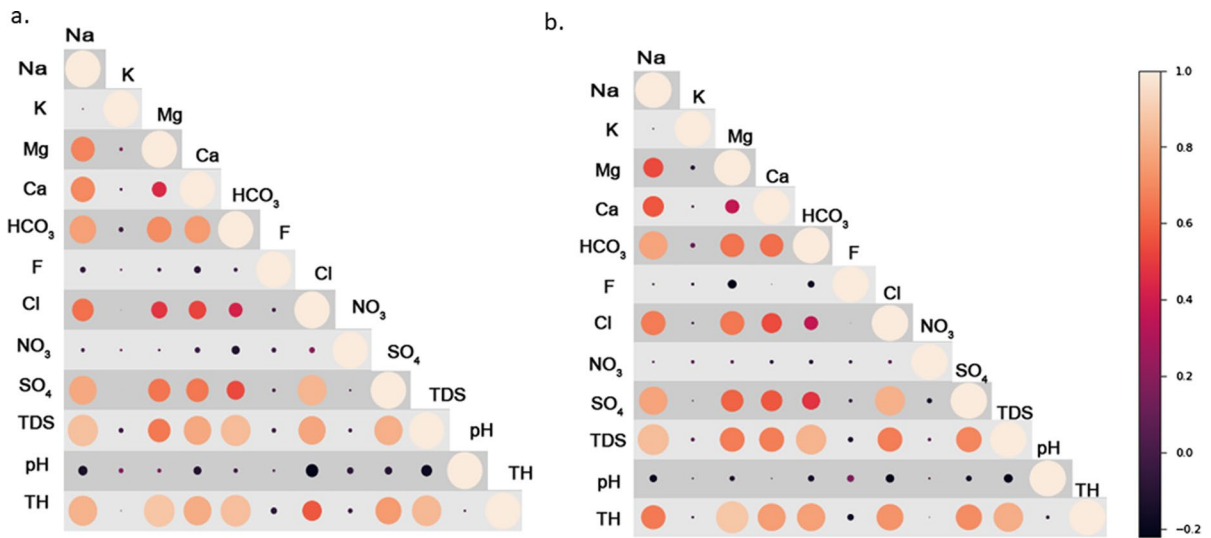 a.
Na
Na
K
K
Mg
Mg
Ca
Ca
HCO₃
HCO₃
F
F
Cl
Cl
NO₃
NO₃
SO₄
SO₄
TDS
TDS
pH
pH
TH
TH
b.
Na
Na
K
K
Mg
Mg
Ca
Ca
HCO₃
HCO₃
F
F
Cl
Cl
NO₃
NO₃
SO₄
SO₄
TDS
TDS
pH
pH
TH
TH
1.0
0.8
0.6
0.4
0.2
0.0
−0.2